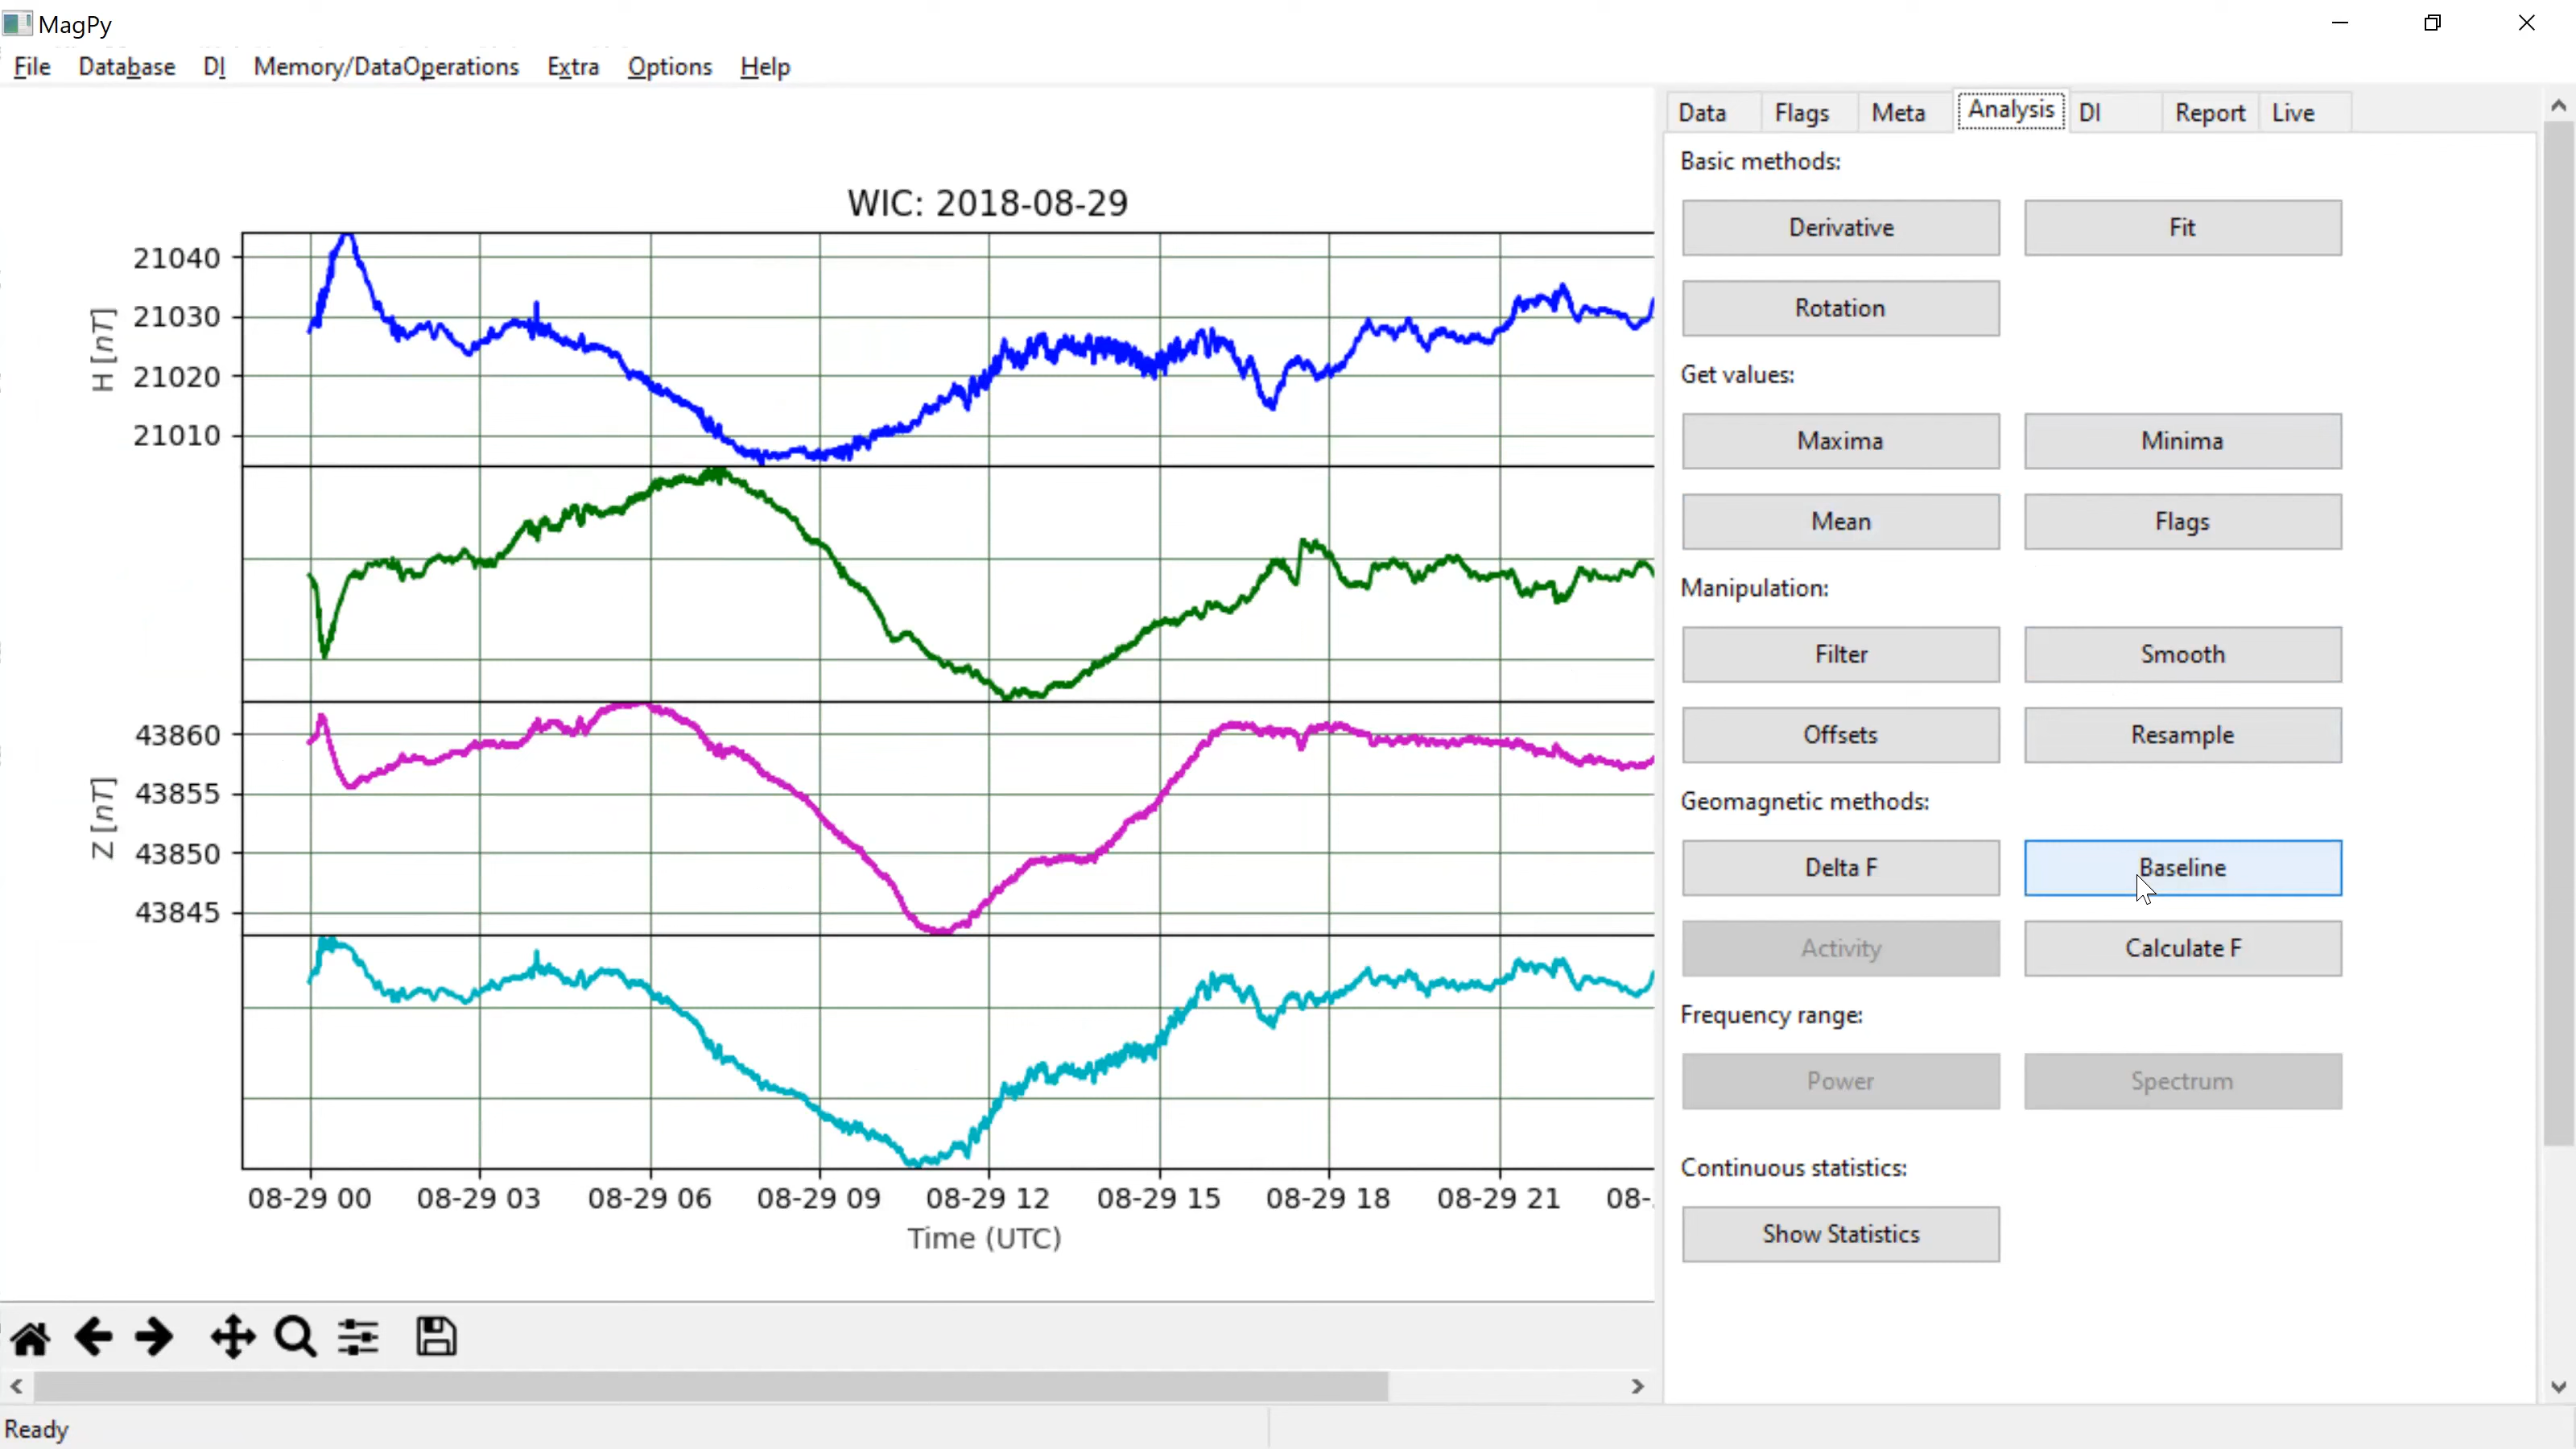 MagPy
File Database DI Memory/DataOperations Extra Options Help
Data Flags Meta Analysis DI Report Live
WIC: 2018-08-29
H [nT]
21040
21030
21020
21010
Z [nT]
43860
43855
43850
43845
08-29 00 08-29 03 08-29 06 08-29 09 08-29 12 08-29 15 08-29 18 08-29 21 08-
Time (UTC)
Basic methods:
Derivative Fit
Rotation
Get values:
Maxima Minima
Mean Flags
Manipulation:
Filter Smooth
Offsets Resample
Geomagnetic methods:
Delta F Baseline
Activity Calculate F
Frequency range:
Power Spectrum
Continuous statistics:
Show Statistics
Ready